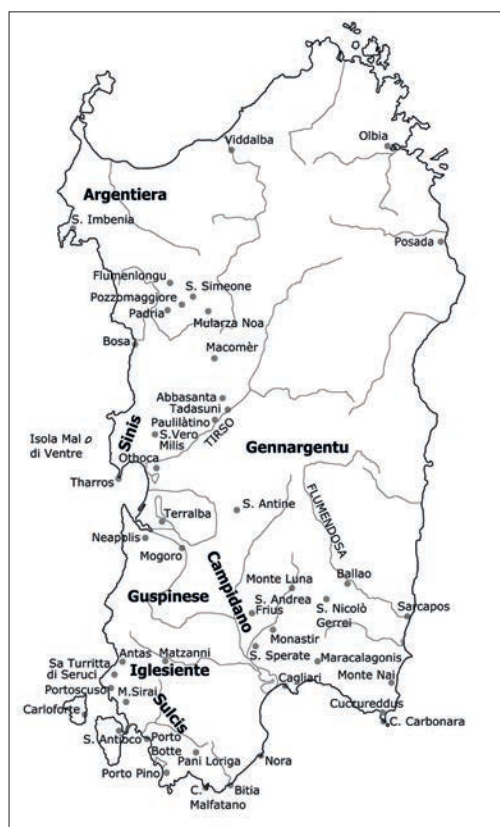 Viddalba
Olbia
Argentiera
S. Imbenia
Posada
Flumenlongu
S. Simeone
Pozzomaggiore
Padria
Mularza Noa
Bosa
Macomèr
Abbasanta
Tadasuni
Paulilàtino
TIRSO
Sinis
S.Vero
Milis
Isola Mal
di Ventre
Gennargentu
Othoca
Tharros
S. Antine
FLUMENDOSA
Terralba
Neapolis
Mogoro
Campidano
Monte Luna
Ballao
Guspinese
S. Andrea
Frius
S. Nicolò
Gerrei
Sarcapos
Monastir
Antas
Matzanni
S. Sperate
Maracalagonis
Sa Turritta
di Seruci
Iglesiente
Monte Nai
Portoscuso
Cagliari
M.Sirai
Carloforte
Sulcis
Cuccureddus
C. Carbonara
S. Antioco
Porto
Botte
Pani Loriga
Nora
Porto Pino
C.
Malfatano
Bitia